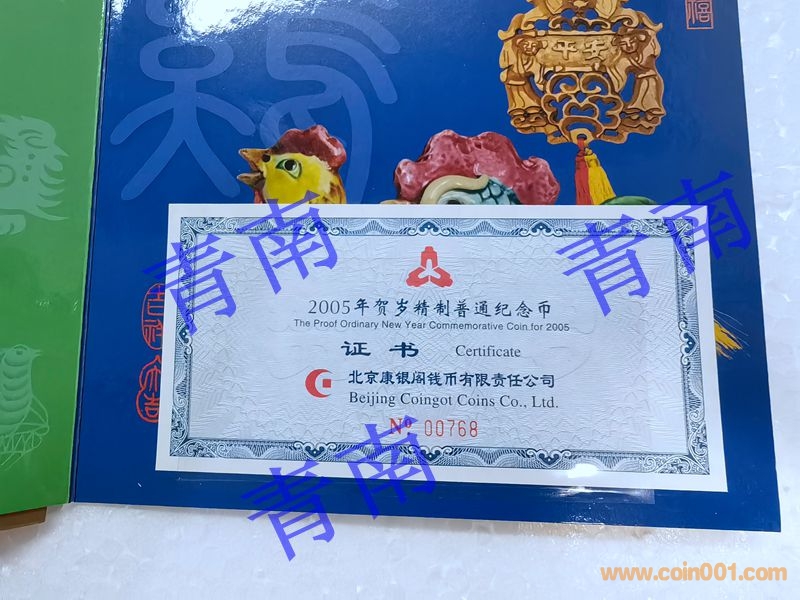 平安
2005年贺岁精制普通纪念币
The Proof Ordinary New Year Commemorative Coin for 2005
证书 Certificate
北京康银阁钱币有限责任公司
Beijing Coingot Coins Co., Ltd.
Nº 00768
青南
青南
青南
www.coin001.com